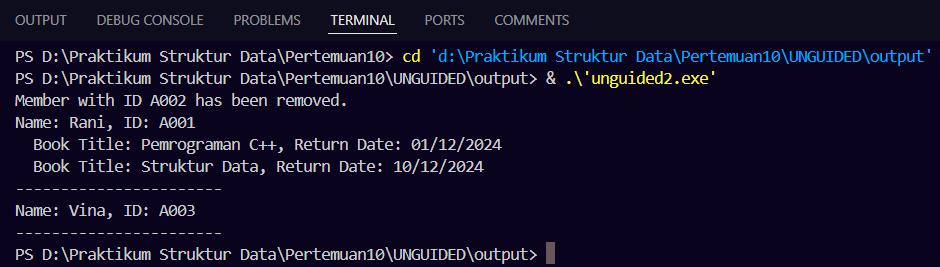 OUTPUT DEBUG CONSOLE PROBLEMS TERMINAL PORTS COMMENTS
PS D:\Praktikum Struktur Data\Pertemuan10> cd 'd:\Praktikum Struktur Data\Pertemuan10\UNGUIDED\output'
PS D:\Praktikum Struktur Data\Pertemuan10\UNGUIDED\output> & .\'unguided2.exe'
Member with ID A002 has been removed.
Name: Rani, ID: A001
  Book Title: Pemrograman C++, Return Date: 01/12/2024
  Book Title: Struktur Data, Return Date: 10/12/2024
-----------------------
Name: Vina, ID: A003
-----------------------
PS D:\Praktikum Struktur Data\Pertemuan10\UNGUIDED\output>